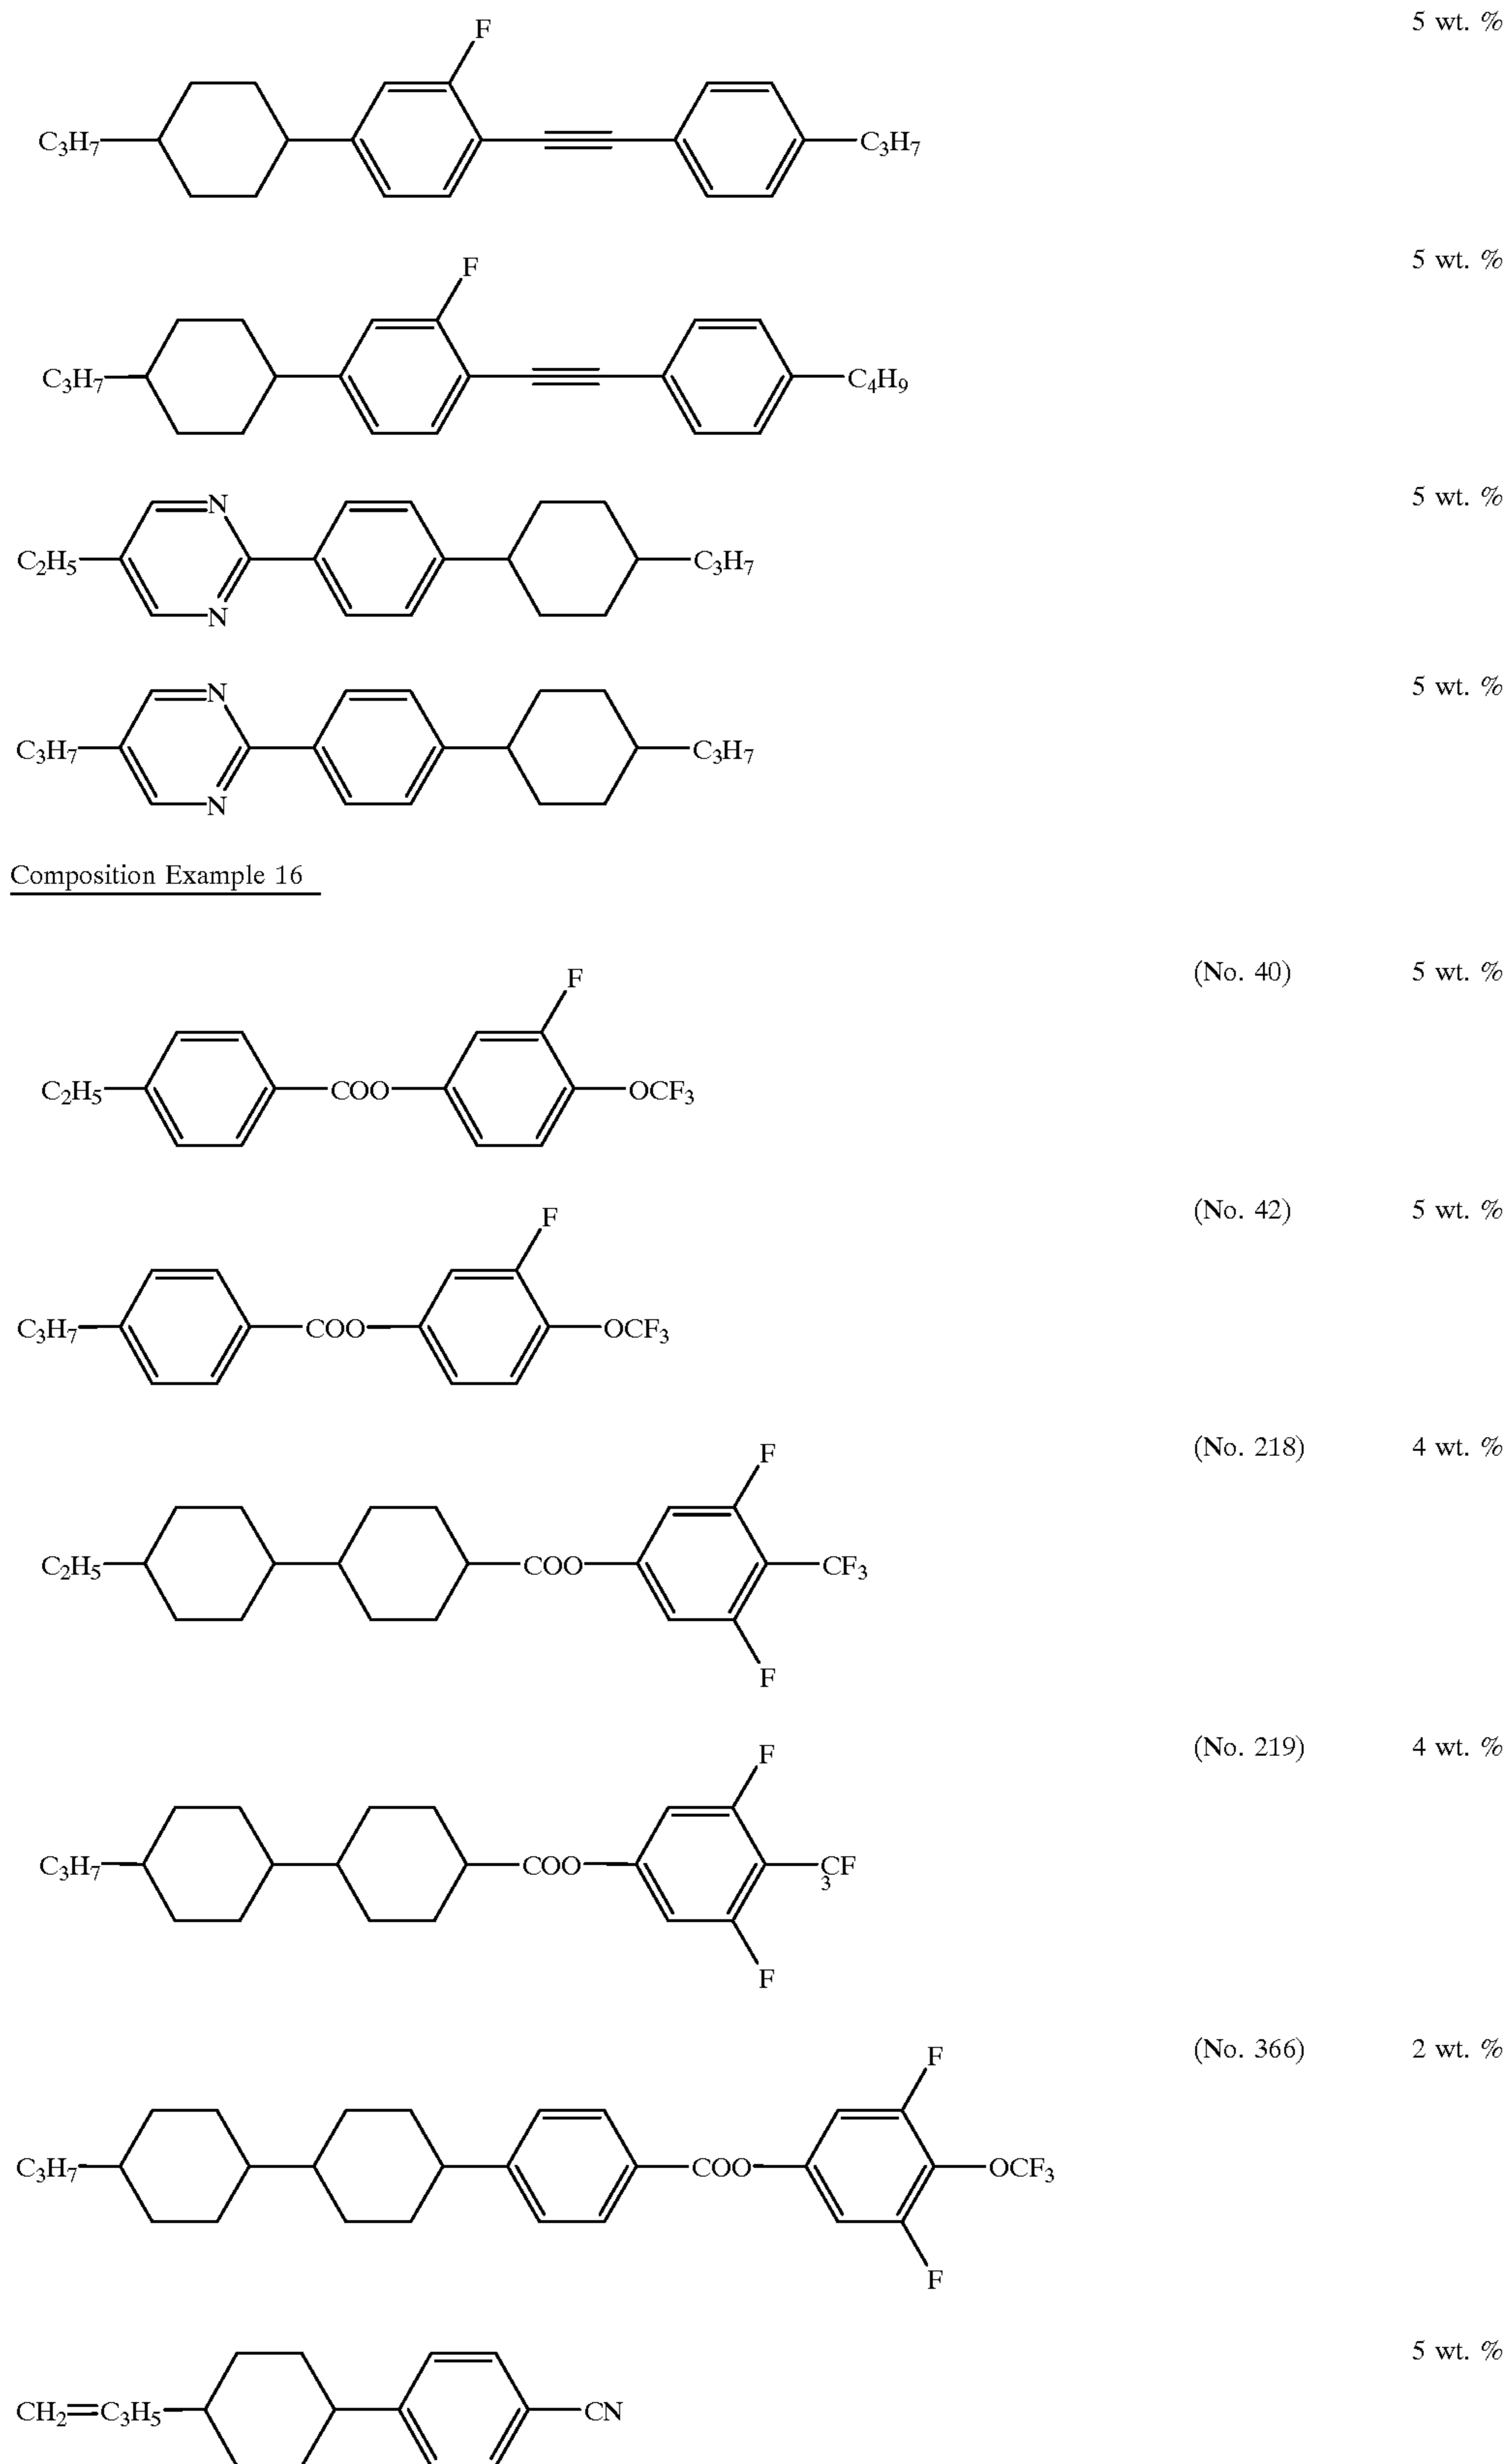 5 wt. %
F
C3H7 C3H7
5 wt. %
F
C3H7 C4H9
5 wt. %
N
C2H5 C3H7
N
5 wt. %
N
C3H7 C3H7
N
Composition Example 16
(No. 40) 5 wt. %
F
C2H5 COO OCF3
(No. 42) 5 wt. %
F
C3H7 COO OCF3
(No. 218) 4 wt. %
F
C2H5 COO CF3
F
(No. 219) 4 wt. %
F
C3H7 COO CF
3
F
(No. 366) 2 wt. %
F
C3H7 COO OCF3
F
5 wt. %
CH2=C3H5 CN